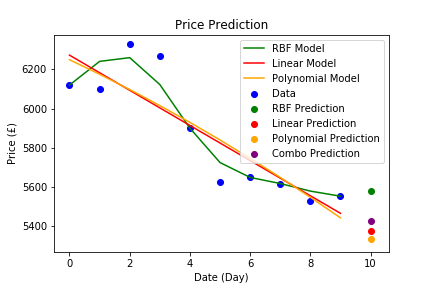 Price Prediction
RBF Model
Linear Model
Polynomial Model
Data
RBF Prediction
Linear Prediction
Polynomial Prediction
Combo Prediction
Price (£)
6200
6000
5800
5600
5400
0 2 4 6 8 10
Date (Day)